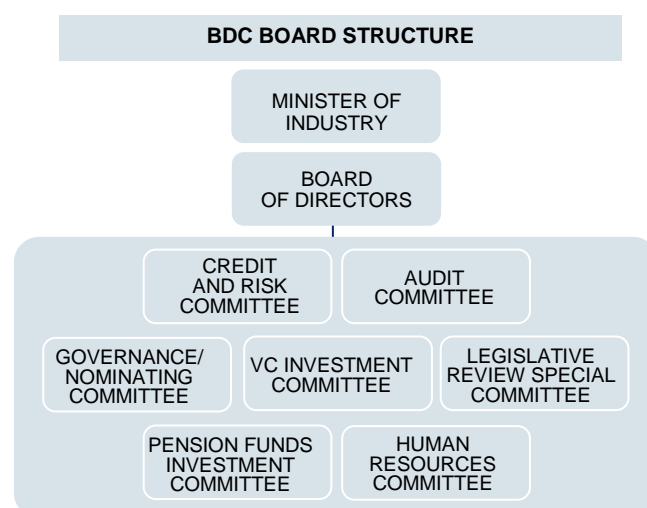 BDC BOARD STRUCTURE
MINISTER OF
INDUSTRY
BOARD
OF DIRECTORS
CREDIT
AND RISK
COMMITTEE
AUDIT
COMMITTEE
GOVERNANCE/
NOMINATING
COMMITTEE
VC INVESTMENT
COMMITTEE
LEGISLATIVE
REVIEW SPECIAL
COMMITTEE
PENSION FUNDS
INVESTMENT
COMMITTEE
HUMAN
RESOURCES
COMMITTEE